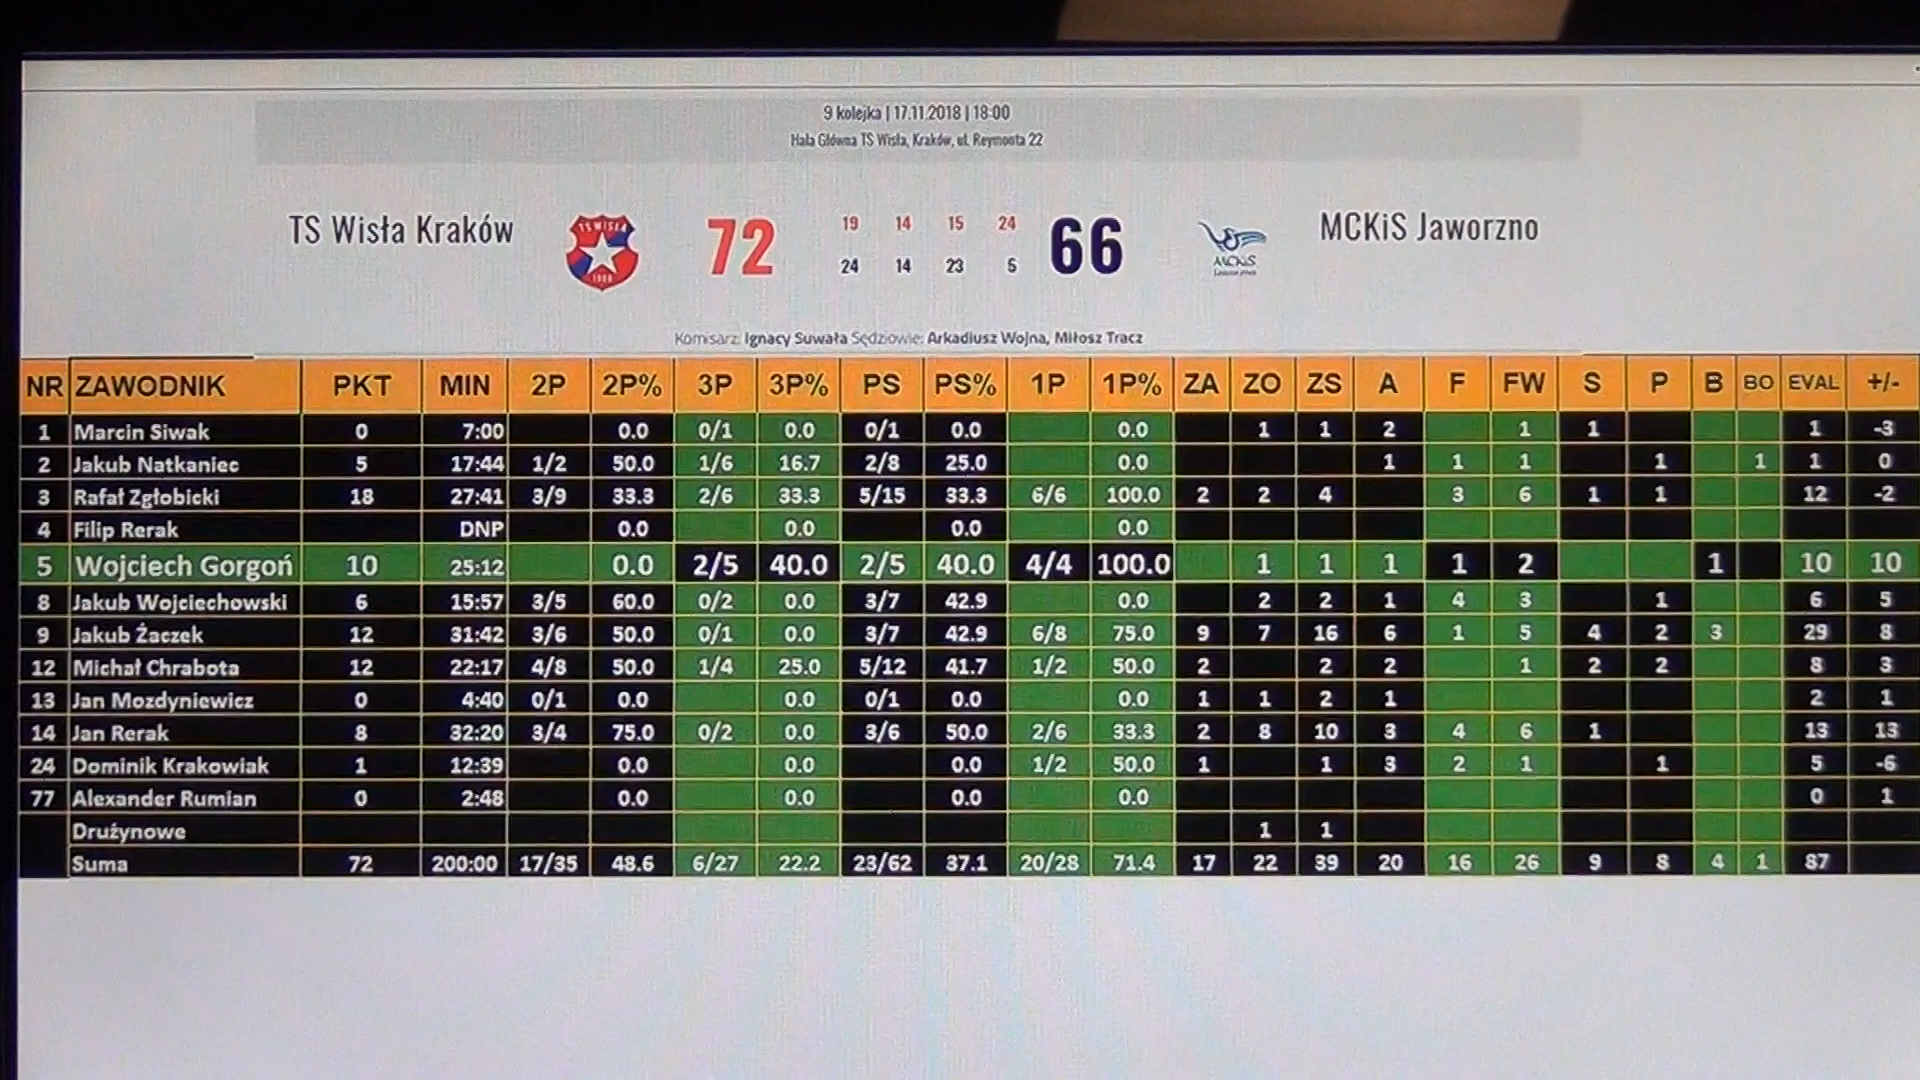 9 kolejka | 17.11.2018 | 18:00
Hala Główna TS Wisła, Kraków, ul. Reymonta 22
TS Wisła Kraków TS WISŁA 1906 72 19 14 15 24 66 MCKiS MCKiS Jaworzno
24 14 23 5
Komisarz: Ignacy Suwała Sędziowie: Arkadiusz Wojna, Miłosz Tracz
NR ZAWODNIK PKT MIN 2P 2P% 3P 3P% PS PS% 1P 1P% ZA ZO ZS A F FW S P B BO EVAL +/-
1 Marcin Siwak 0 7:00 0.0 0/1 0.0 0/1 0.0 0.0 1 1 2 1 1 1 -3
2 Jakub Natkaniec 5 17:44 1/2 50.0 1/6 16.7 2/8 25.0 0.0 1 1 1 1 1 1 0
3 Rafał Zgłobicki 18 27:41 3/9 33.3 2/6 33.3 5/15 33.3 6/6 100.0 2 2 4 3 6 1 1 12 -2
4 Filip Rerak DNP 0.0 0.0 0.0 0.0
5 Wojciech Gorgoń 10 25:12 0.0 2/5 40.0 2/5 40.0 4/4 100.0 1 1 1 1 2 1 10 10
8 Jakub Wojciechowski 6 15:57 3/5 60.0 0/2 0.0 3/7 42.9 0.0 2 2 1 4 3 1 6 5
9 Jakub Żaczek 12 31:42 3/6 50.0 0/1 0.0 3/7 42.9 6/8 75.0 9 7 16 6 1 5 4 2 3 29 8
12 Michał Chrabota 12 22:17 4/8 50.0 1/4 25.0 5/12 41.7 1/2 50.0 2 2 2 1 2 2 8 3
13 Jan Mozdyniewicz 0 4:40 0/1 0.0 0.0 0/1 0.0 0.0 1 1 2 1 2 1
14 Jan Rerak 8 32:20 3/4 75.0 0/2 0.0 3/6 50.0 2/6 33.3 2 8 10 3 4 6 1 13 13
24 Dominik Krakowiak 1 12:39 0.0 0.0 0.0 1/2 50.0 1 1 3 2 1 1 5 -6
77 Alexander Rumian 0 2:48 0.0 0.0 0.0 0.0 0 1
Drużynowe 1 1
Suma 72 200:00 17/35 48.6 6/27 22.2 23/62 37.1 20/28 71.4 17 22 39 20 16 26 9 8 4 1 87